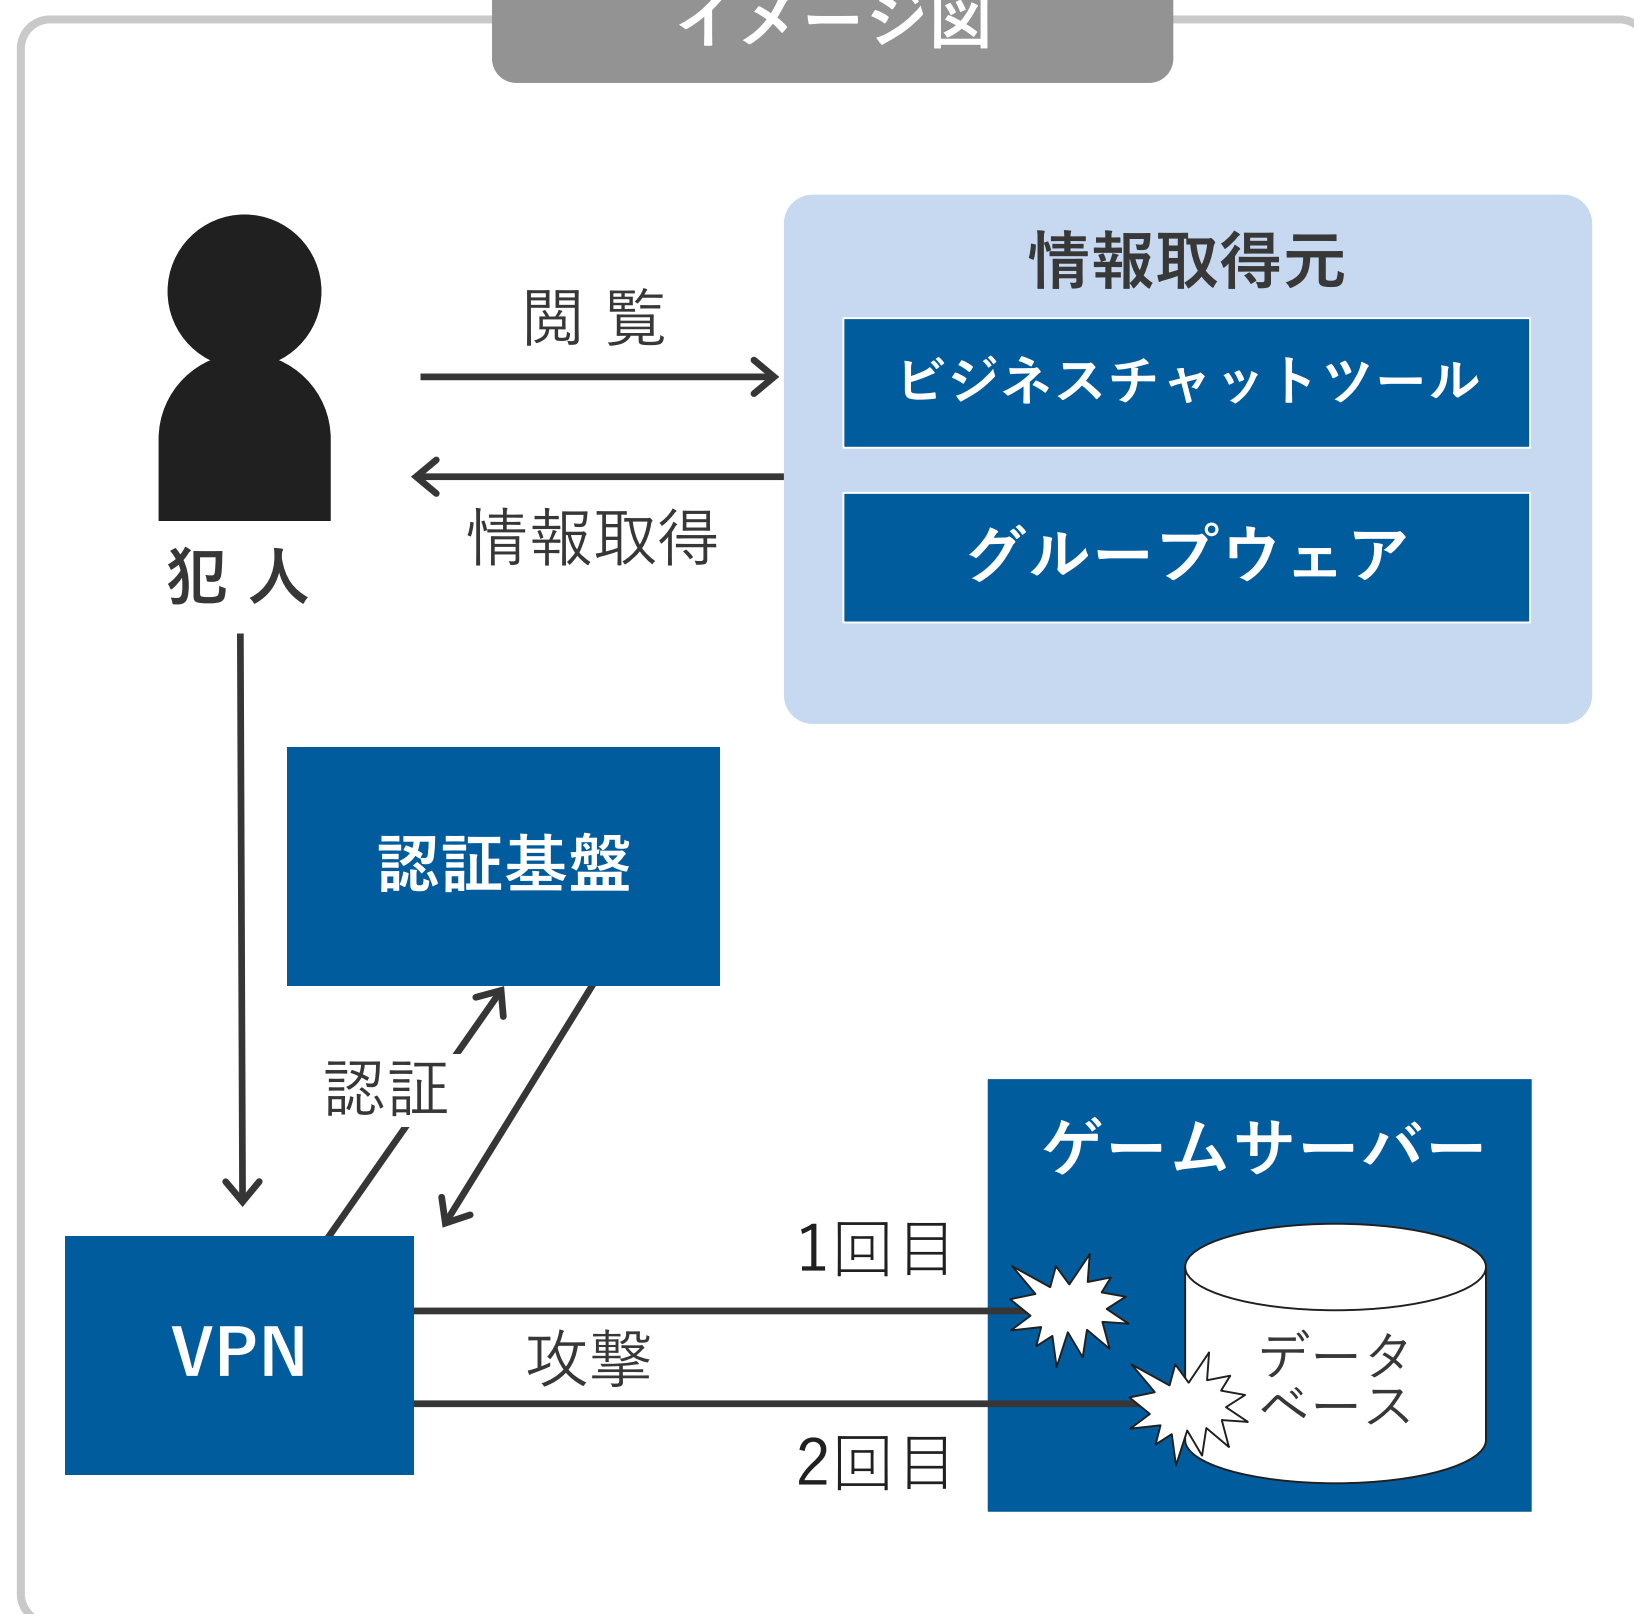 イメージ図
情報取得元
閲覧
ビジネスチャットツール
情報取得
グループウェア
犯人
認証基盤
認証
ゲームサーバー
1回目
VPN
攻撃
データ
ベース
2回目